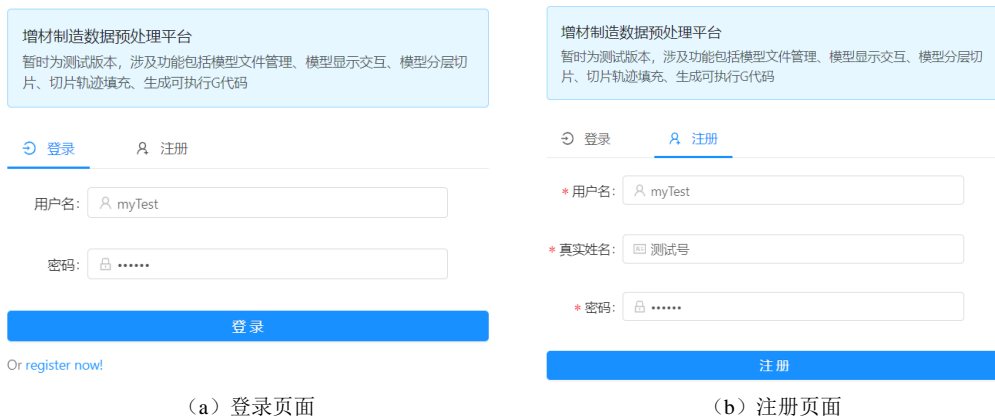 增材制造数据预处理平台
暂时为测试版本，涉及功能包括模型文件管理、模型显示交互、模型分层切
片、切片轨迹填充、生成可执行G代码
登录
注册
用户名：
myTest
密码：
••••••
登 录
Or register now!
（a）登录页面
增材制造数据预处理平台
暂时为测试版本，涉及功能包括模型文件管理、模型显示交互、模型分层切
片、切片轨迹填充、生成可执行G代码
登录
注册
* 用户名：
myTest
* 真实姓名：
测试号
* 密码：
••••••
注 册
（b）注册页面